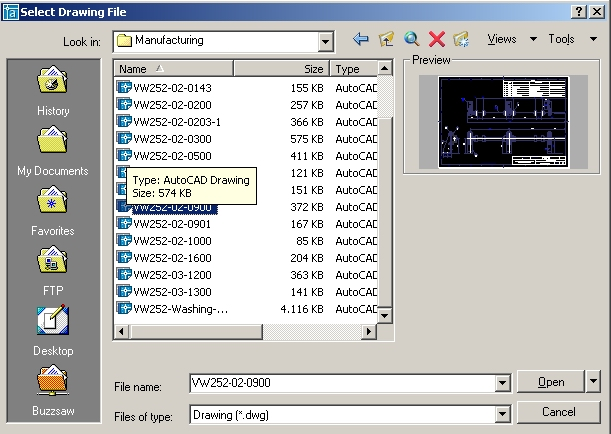 Select Drawing File
Look in: Manufacturing Views Tools
Name Size Type
VW252-02-0143 155 KB AutoCAD
VW252-02-0200 257 KB AutoCAD
VW252-02-0203-1 366 KB AutoCAD
VW252-02-0300 575 KB AutoCAD
VW252-02-0500 411 KB AutoCAD
121 KB AutoCAD
151 KB AutoCAD
Type: AutoCAD Drawing
Size: 574 KB
VW252-02-0900 372 KB AutoCAD
VW252-02-0901 167 KB AutoCAD
VW252-02-1000 85 KB AutoCAD
VW252-02-1600 204 KB AutoCAD
VW252-03-1200 363 KB AutoCAD
VW252-03-1300 141 KB AutoCAD
VW252-Washing-... 4.116 KB AutoCAD
Preview
History
My Documents
Favorites
FTP
Desktop
Buzzsaw
File name: VW252-02-0900 Open
Files of type: Drawing (*.dwg) Cancel